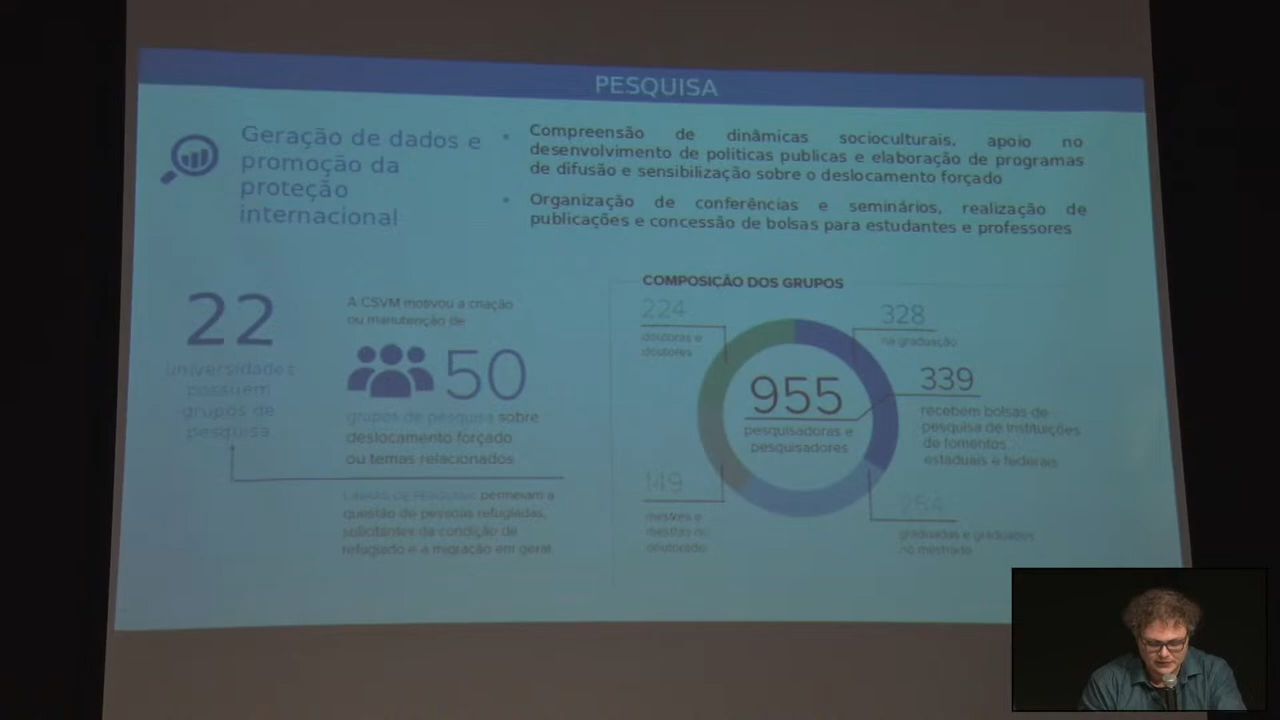 PESQUISA
Geração de dados e
promoção da
proteção
internacional
• Compreensão de dinâmicas socioculturais, apoio no
desenvolvimento de políticas publicas e elaboração de programas
de difusão e sensibilização sobre o deslocamento forçado
• Organização de conferências e seminários, realização de
publicações e concessão de bolsas para estudantes e professores
22
universidades
possuem
grupos de
pesquisa
A CSVM motivou a criação
ou manutenção de
50
grupos de pesquisa sobre
deslocamento forçado
ou temas relacionados
LINHAS DE PESQUISA permeiam a
questão de pessoas refugiadas,
solicitantes da condição de
refugiado e a migração em geral.
COMPOSIÇÃO DOS GRUPOS
224
doutoras e
doutores
328
na graduação
955
pesquisadoras e
pesquisadores
339
recebem bolsas de
pesquisa de instituições
de fomentos
estaduais e federais
149
mestres e
mestras no
doutorado
254
graduadas e graduados
no mestrado